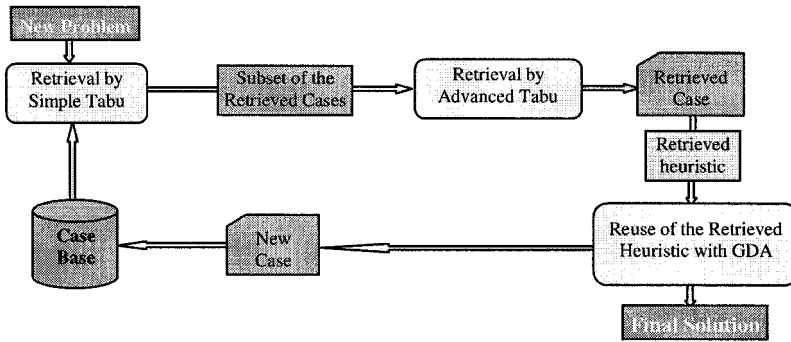 New Problem
Retrieval by
Simple Tabu
Subset of the
Retrieved Cases
Retrieval by
Advanced Tabu
Retrieved
Case
Retrieved
heuristic
Reuse of the Retrieved
Heuristic with GDA
New
Case
Case
Base
Final Solution